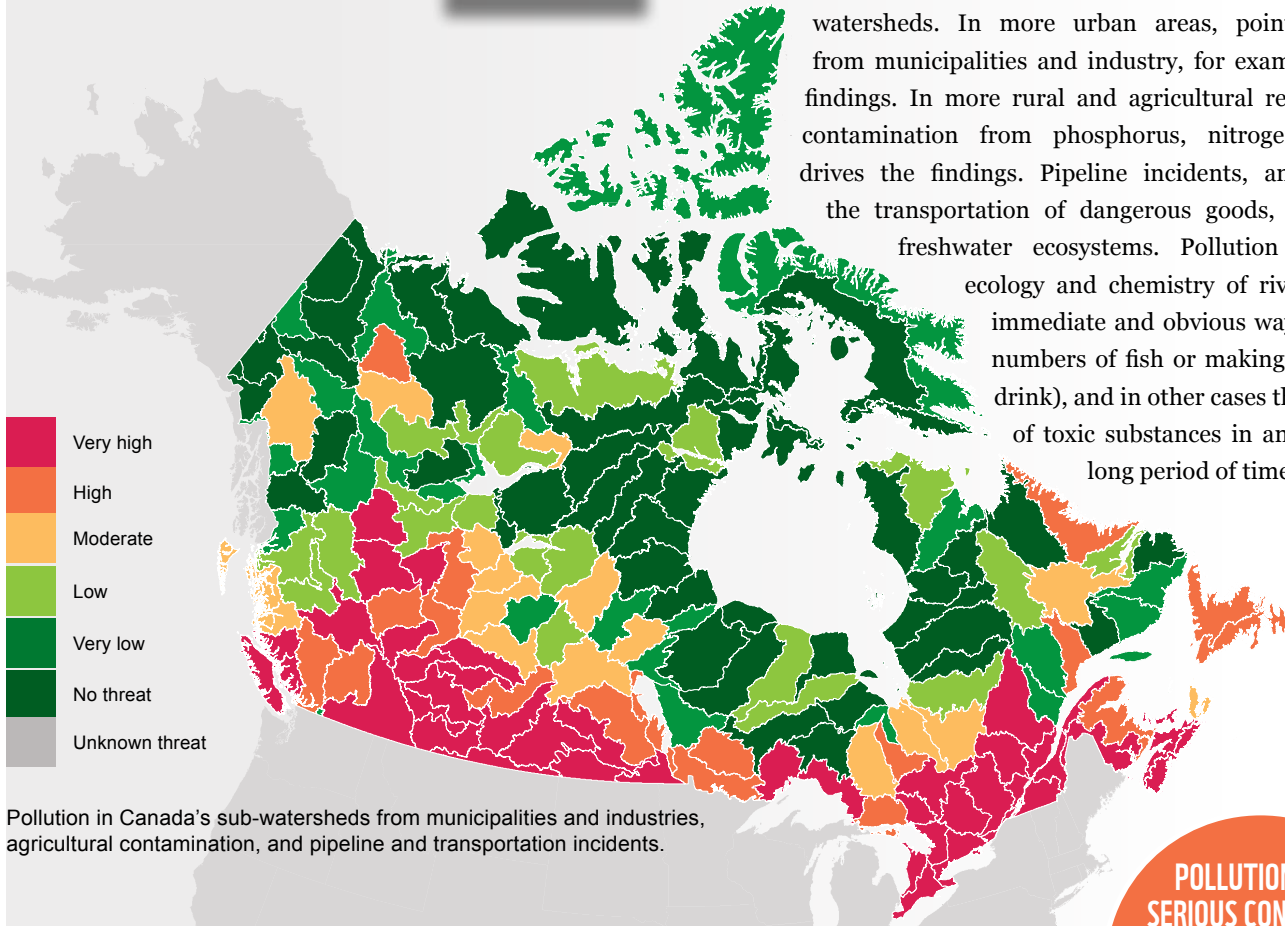 watersheds. In more urban areas, poin
from municipalities and industry, for exam
findings. In more rural and agricultural re
contamination from phosphorus, nitroge
drives the findings. Pipeline incidents, an
the transportation of dangerous goods,
freshwater ecosystems. Pollution
ecology and chemistry of riv
immediate and obvious wa
numbers of fish or making
drink), and in other cases th
of toxic substances in an
long period of time
Very high
High
Moderate
Low
Very low
No threat
Unknown threat
Pollution in Canada's sub-watersheds from municipalities and industries,
agricultural contamination, and pipeline and transportation incidents.
POLLUTION
SERIOUS CON